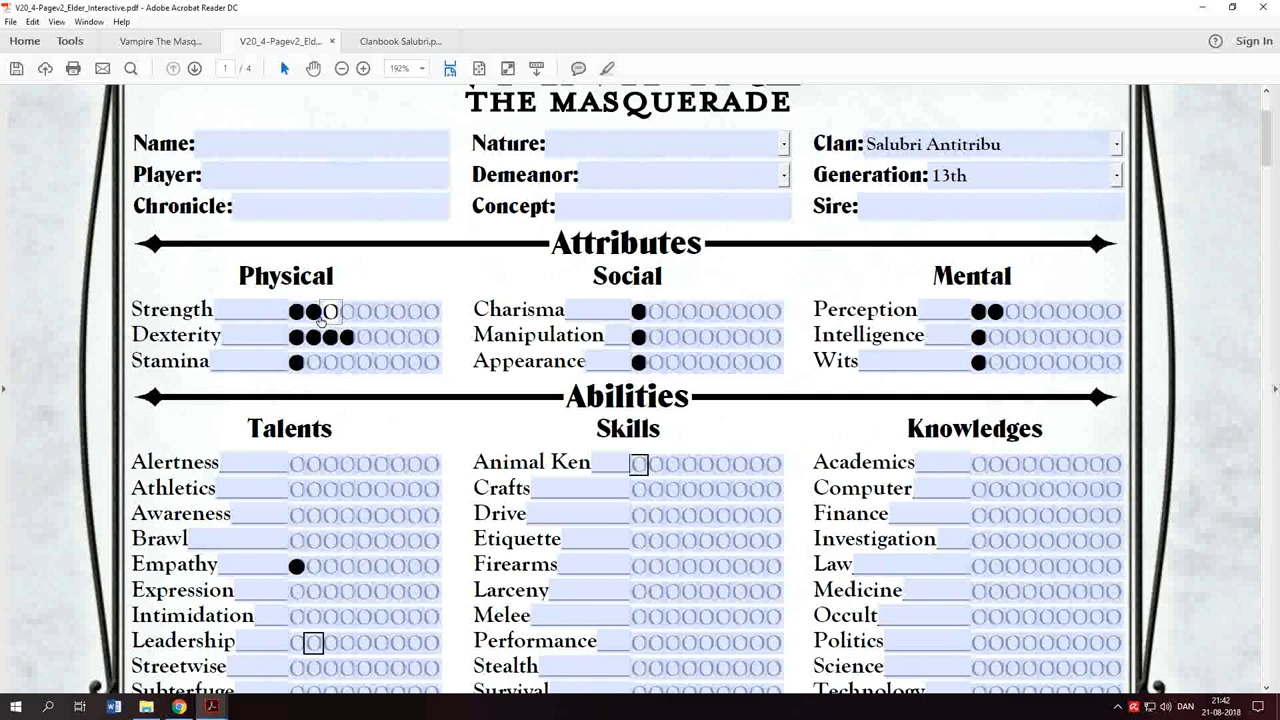 V20_4-Pagev2_Elder_Interactive.pdf - Adobe Acrobat Reader DC
File Edit View Window Help
Home Tools Vampire The Masq... V20_4-Pagev2_Eld... × Clanbook Salubri.p... Sign In
1 / 4 192%
THE MASQUERADE
Name: Nature: Clan: Salubri Antitribu
Player: Demeanor: Generation: 13th
Chronicle: Concept: Sire:
Attributes
Physical Social Mental
Strength Charisma Perception
Dexterity Manipulation Intelligence
Stamina Appearance Wits
Abilities
Talents Skills Knowledges
Alertness Animal Ken Academics
Athletics Crafts Computer
Awareness Drive Finance
Brawl Etiquette Investigation
Empathy Firearms Law
Expression Larceny Medicine
Intimidation Melee Occult
Leadership Performance Politics
Streetwise Stealth Science
Subterfuge Survival Technology
DAN 21:42
21-08-2018